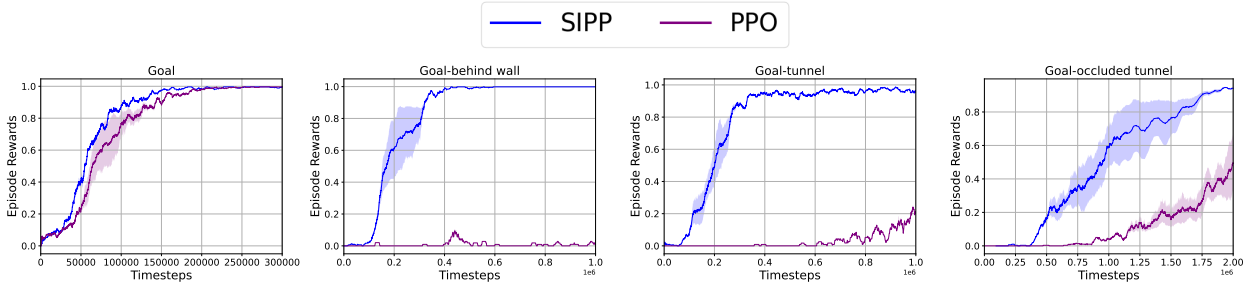 SIPP PPO
Goal
Episode Rewards
1.0
0.8
0.6
0.4
0.2
0.0
0 50000 100000 150000 200000 250000 300000
Timesteps
Goal-behind wall
Episode Rewards
1.0
0.8
0.6
0.4
0.2
0.0
0.0 0.2 0.4 0.6 0.8 1.0
1e6
Timesteps
Goal-tunnel
Episode Rewards
1.0
0.8
0.6
0.4
0.2
0.0
0.0 0.2 0.4 0.6 0.8 1.0
1e6
Timesteps
Goal-occluded tunnel
Episode Rewards
1.0
0.8
0.6
0.4
0.2
0.0
0.00 0.25 0.50 0.75 1.00 1.25 1.50 1.75 2.00
1e6
Timesteps